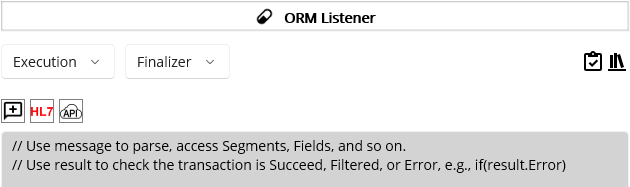 ORM Listener
Execution Finalizer
HL7 API
// Use message to parse, access Segments, Fields, and so on.
// Use result to check the transaction is Succeed, Filtered, or Error, e.g., if(result.Error)